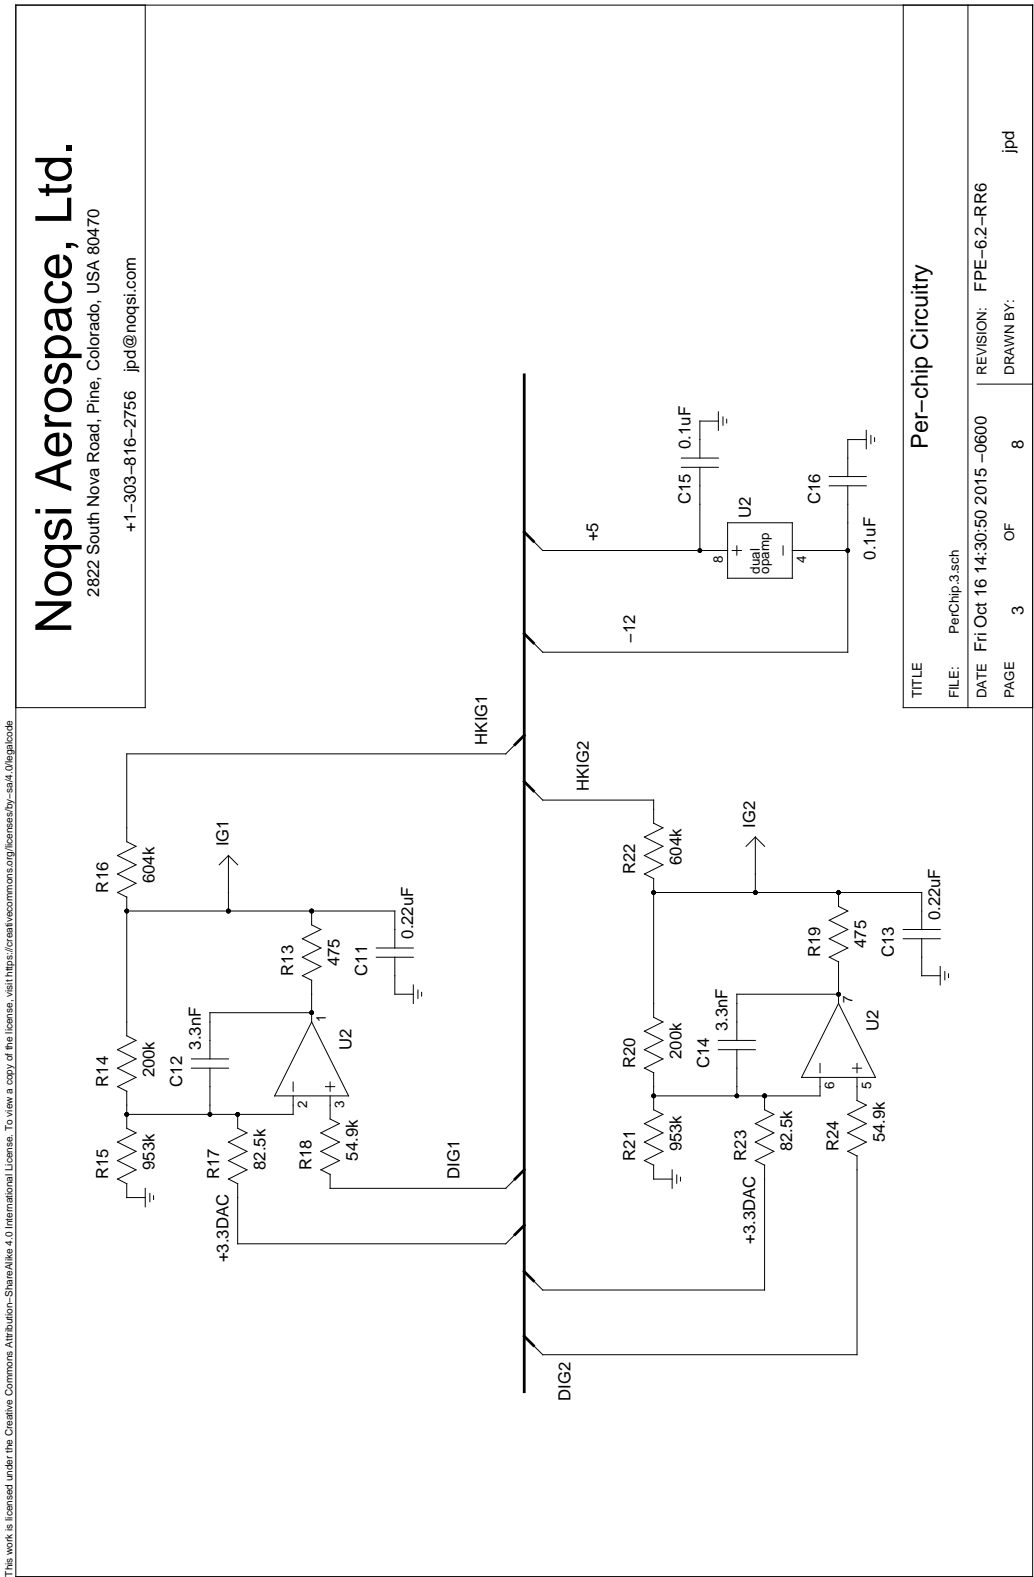 This work is licensed under the Creative Commons Attribution−ShareAlike 4.0 International License. To view a copy of the license, visit https://creativecommons.org/licenses/by−sa/4.0/legalcode
Noqsi Aerospace, Ltd.
2822 South Nova Road, Pine, Colorado, USA 80470
+1−303−816−2756 jpd@noqsi.com
R15
953k
R14
200k
R16
604k
HKIG1
C12
3.3nF
IG1
R17
82.5k
+3.3DAC
2
−
3
+
1
U2
R13
475
C11
0.22uF
R18
54.9k
DIG1
DIG2
HKIG2
−12
+5
R21
953k
R20
200k
R22
604k
C14
3.3nF
IG2
R23
82.5k
+3.3DAC
6
−
5
+
7
U2
R19
475
C13
0.22uF
R24
54.9k
C15
0.1uF
U2
8
+
dual
opamp
−
4
C16
0.1uF
TITLE
Per−chip Circuitry
FILE: PerChip.3.sch
REVISION: FPE−6.2−RR6
DATE Fri Oct 16 14:30:50 2015 −0600
PAGE 3 OF 8
DRAWN BY: jpd